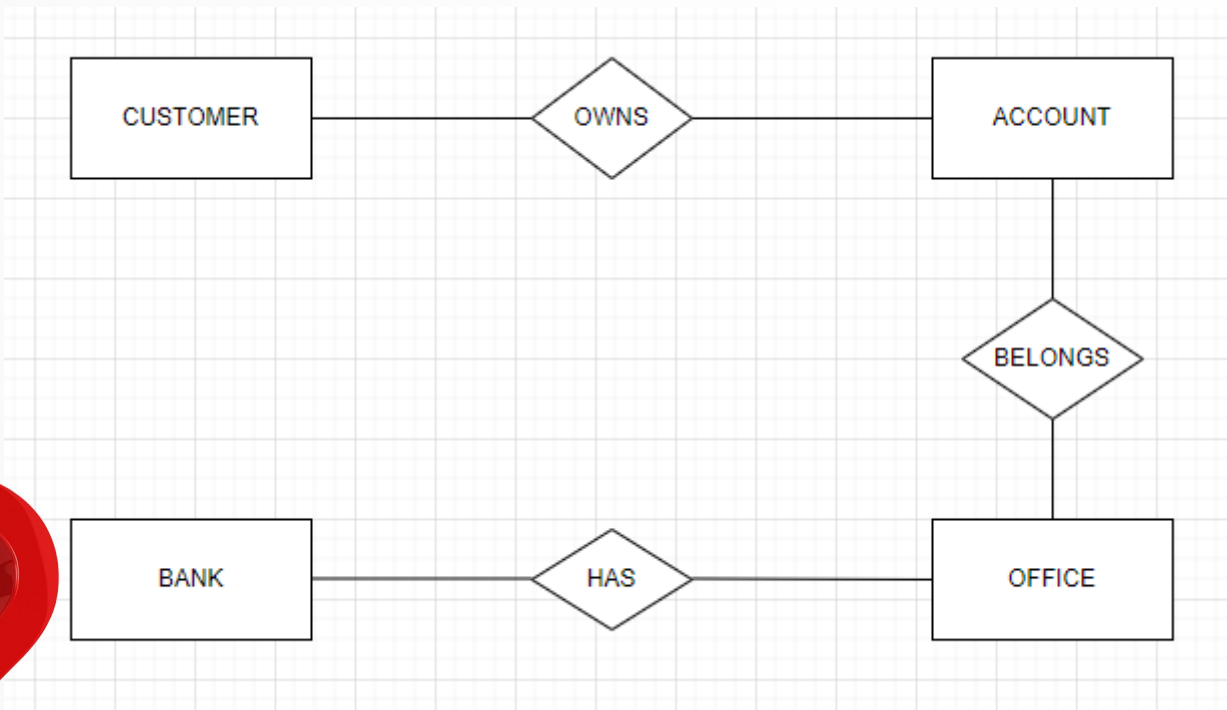 CUSTOMER
OWNS
ACCOUNT
BELONGS
BANK
HAS
OFFICE